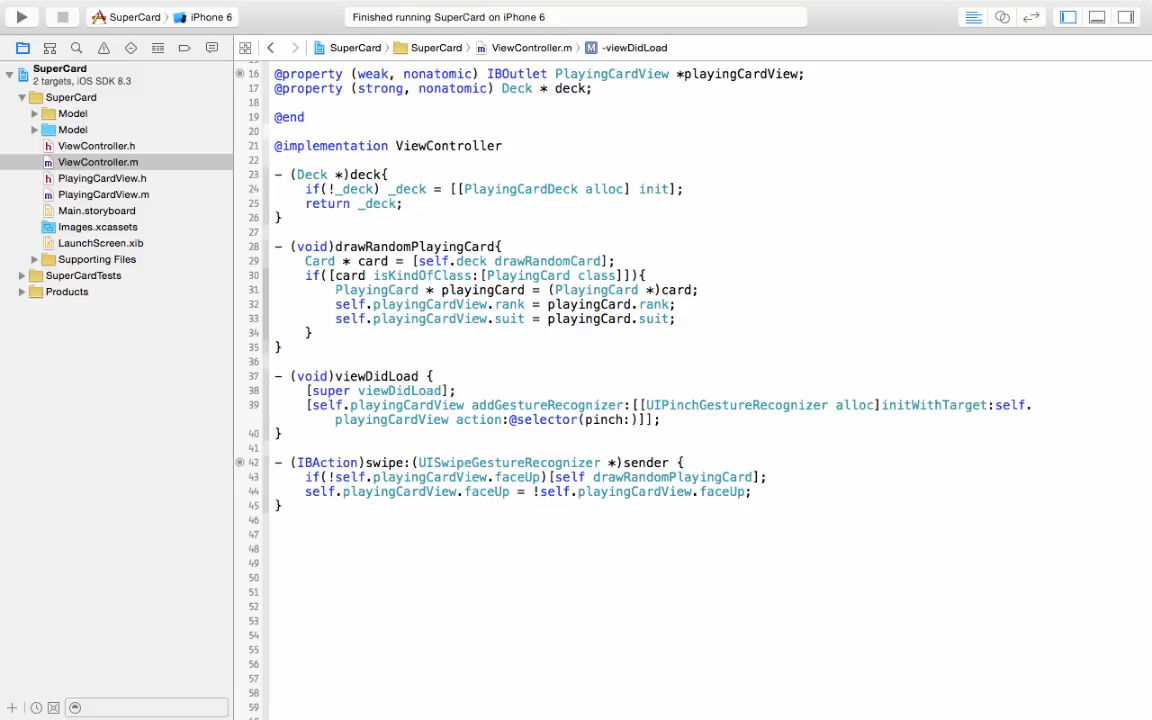 SuperCard
iPhone 6
Finished running SuperCard on iPhone 6
SuperCard
SuperCard
ViewController.m
M
-viewDidLoad
SuperCard
2 targets, iOS SDK 8.3
SuperCard
Model
Model
h ViewController.h
m ViewController.m
h PlayingCardView.h
m PlayingCardView.m
Main.storyboard
Images.xcassets
LaunchScreen.xib
Supporting Files
SuperCardTests
Products
16 @property (weak, nonatomic) IBOutlet PlayingCardView *playingCardView;
17 @property (strong, nonatomic) Deck * deck;
18
19 @end
20
21 @implementation ViewController
22
23 - (Deck *)deck{
24 if(!_deck) _deck = [[PlayingCardDeck alloc] init];
25 return _deck;
26 }
27
28 - (void)drawRandomPlayingCard{
29 Card * card = [self.deck drawRandomCard];
30 if([card isKindOfClass:[PlayingCard class]]){
31 PlayingCard * playingCard = (PlayingCard *)card;
32 self.playingCardView.rank = playingCard.rank;
33 self.playingCardView.suit = playingCard.suit;
34 }
35 }
36
37 - (void)viewDidLoad {
38 [super viewDidLoad];
39 [self.playingCardView addGestureRecognizer:[[UIPinchGestureRecognizer alloc]initWithTarget:self.
playingCardView action:@selector(pinch:)]];
40 }
41
42 - (IBAction)swipe:(UISwipeGestureRecognizer *)sender {
43 if(!self.playingCardView.faceUp)[self drawRandomPlayingCard];
44 self.playingCardView.faceUp = !self.playingCardView.faceUp;
45 }
46
47
48
49
50
51
52
53
54
55
56
57
58
59